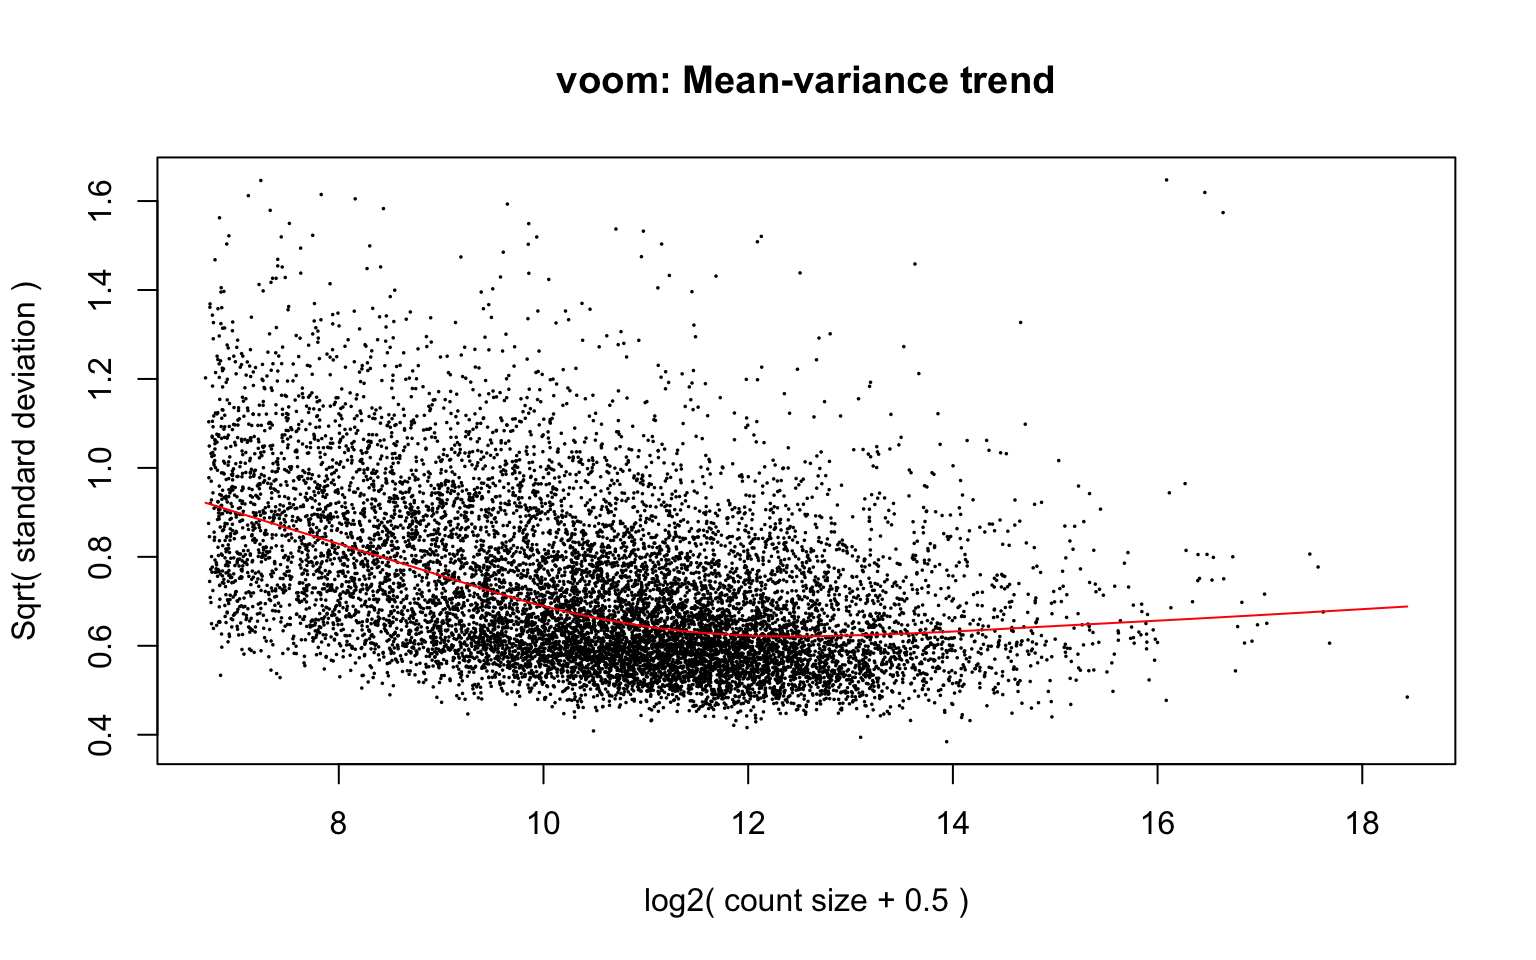 voom: Mean-variance trend
Sqrt( standard deviation )
1.6
1.4
1.2
1.0
0.8
0.6
0.4
8 10 12 14 16 18
log2( count size + 0.5 )